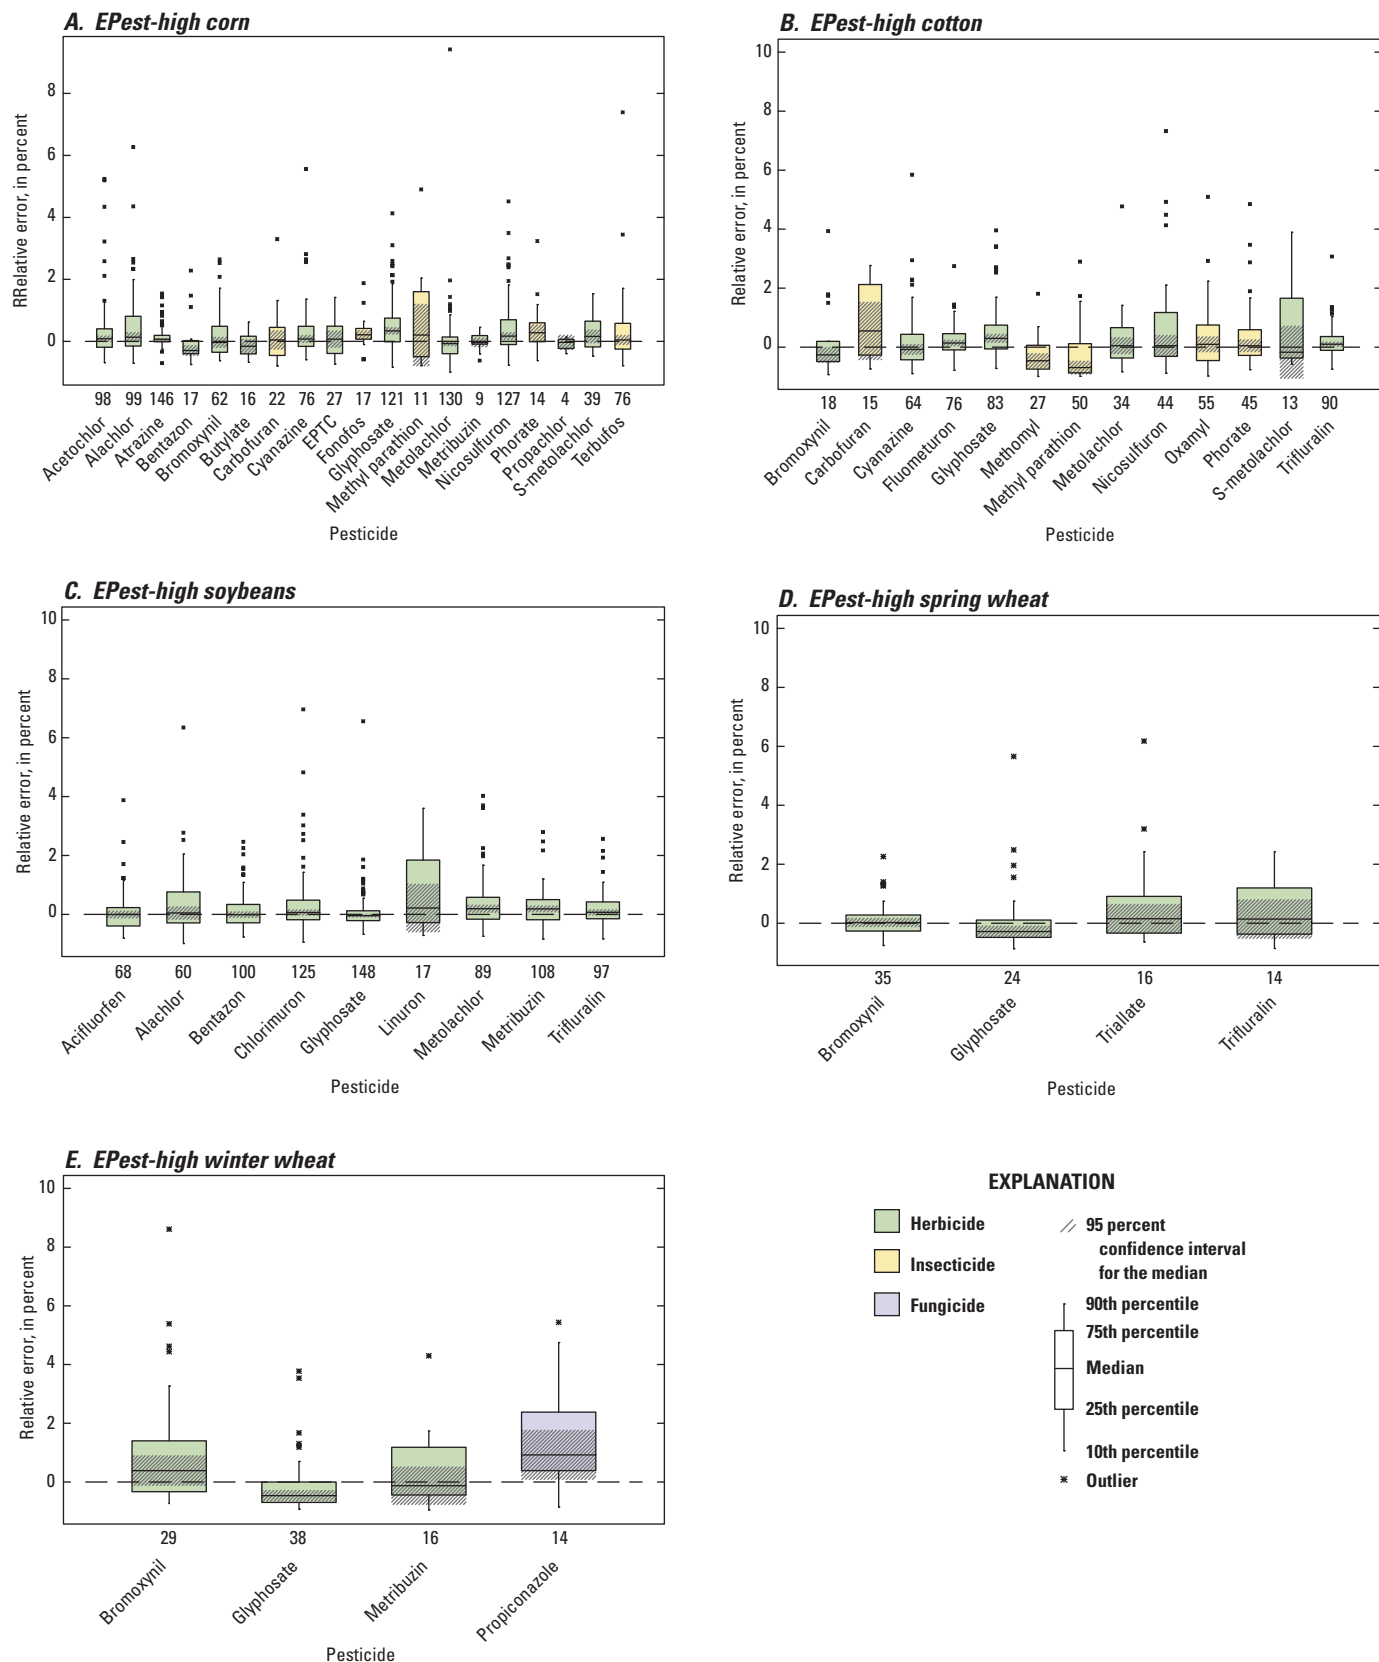 A. EPest-high corn
RRelative error, in percent
8
6
4
2
0
98 99 146 17 62 16 22 76 27 17 121 11 130 9 127 14 4 39 76
Acetochlor
Alachlor
Atrazine
Bentazon
Bromoxynil
Butylate
Carbofuran
Cyanazine
EPTC
Fonofos
Glyphosate
Methyl parathion
Metolachlor
Metribuzin
Nicosulfuron
Phorate
Propachlor
S-metolachlor
Terbufos
Pesticide
B. EPest-high cotton
Relative error, in percent
10
8
6
4
2
0
18 15 64 76 83 27 50 34 44 55 45 13 90
Bromoxynil
Carbofuran
Cyanazine
Fluometuron
Glyphosate
Methomyl
Methyl parathion
Metolachlor
Nicosulfuron
Oxamyl
Phorate
S-metolachlor
Trifluralin
Pesticide
C. EPest-high soybeans
Relative error, in percent
10
8
6
4
2
0
68 60 100 125 148 17 89 108 97
Acifluorfen
Alachlor
Bentazon
Chlorimuron
Glyphosate
Linuron
Metolachlor
Metribuzin
Trifluralin
Pesticide
D. EPest-high spring wheat
Relative error, in percent
10
8
6
4
2
0
35 24 16 14
Bromoxynil
Glyphosate
Triallate
Trifluralin
Pesticide
E. EPest-high winter wheat
Relative error, in percent
10
8
6
4
2
0
29 38 16 14
Bromoxynil
Glyphosate
Metribuzin
Propiconazole
Pesticide
EXPLANATION
Herbicide
Insecticide
Fungicide
95 percent
confidence interval
for the median
90th percentile
75th percentile
Median
25th percentile
10th percentile
Outlier